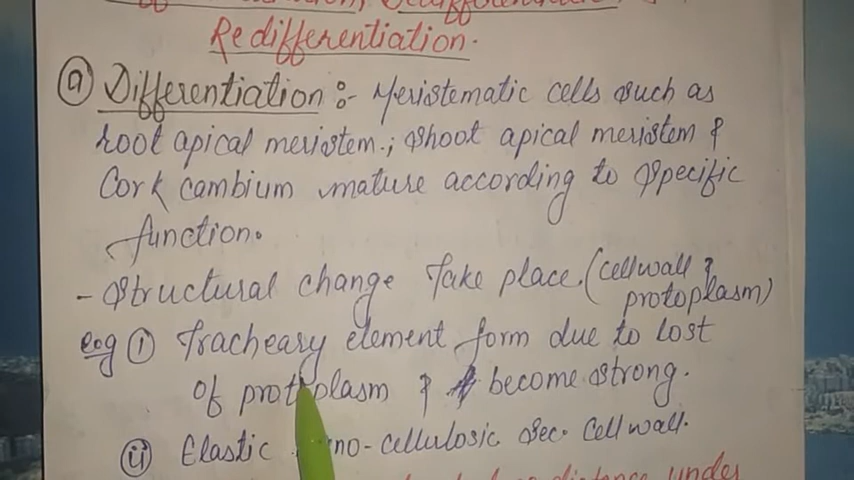 Redifferentiation.
(a) Differentiation :- Meristematic cells such as
root apical meristem.; Shoot apical meristem &
Cork cambium mature according to specific
function.
- Structural change take place. (cellwall &
protoplasm)
eg (i) Tracheary element form due to lost
of protoplasm & become strong.
(ii) Elastic no-cellulosic sec. cell wall.
distance under